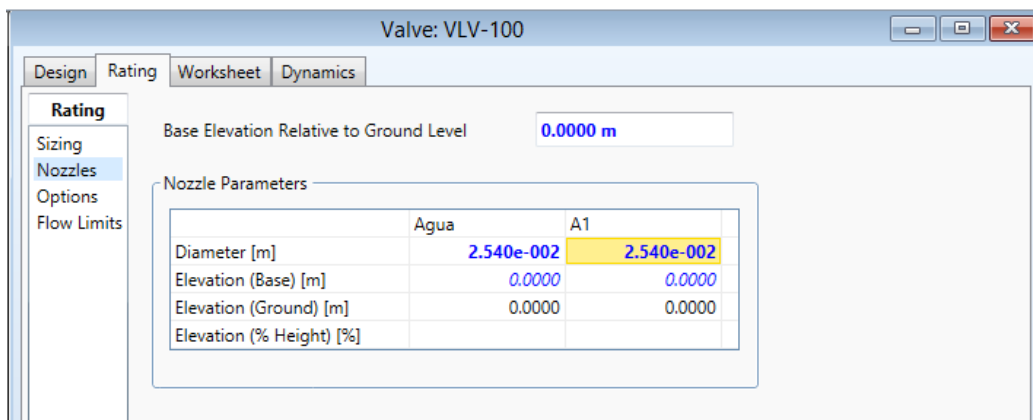 Valve: VLV-100
Design Rating Worksheet Dynamics
Rating
Sizing
Nozzles
Options
Flow Limits
Base Elevation Relative to Ground Level 0.0000 m
Nozzle Parameters
Agua A1
Diameter [m] 2.540e-002 2.540e-002
Elevation (Base) [m] 0.0000 0.0000
Elevation (Ground) [m] 0.0000 0.0000
Elevation (% Height) [%]